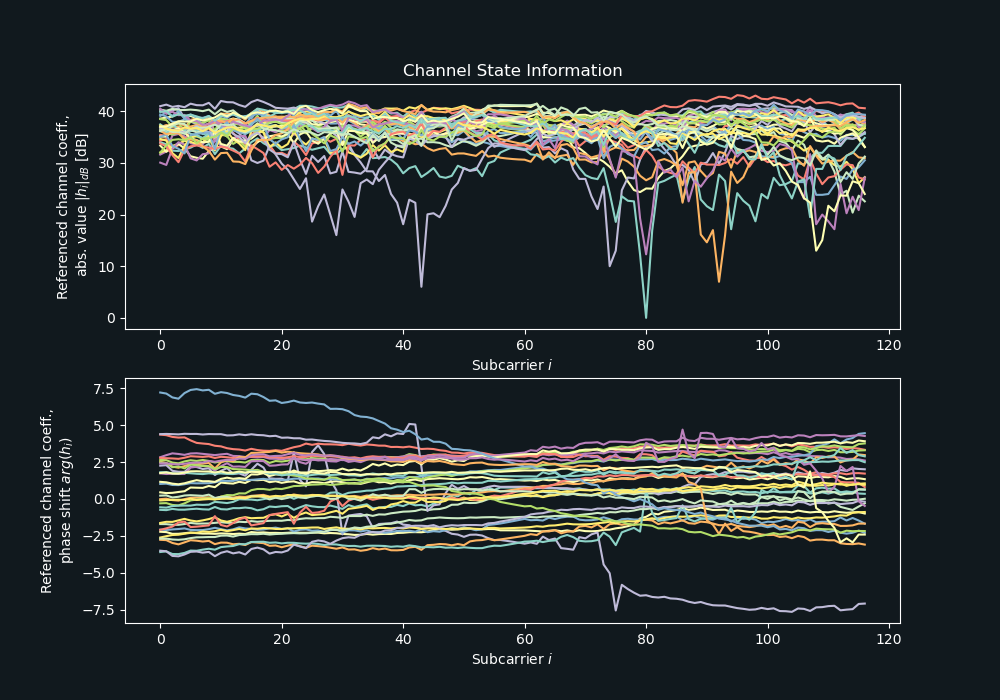 Channel State Information
Referenced channel coeff.,
abs. value |h_i|_dB [dB]
40
30
20
10
0
0 20 40 60 80 100 120
Subcarrier i
Referenced channel coeff.,
phase shift arg(h_i)
7.5
5.0
2.5
0.0
−2.5
−5.0
−7.5
0 20 40 60 80 100 120
Subcarrier i